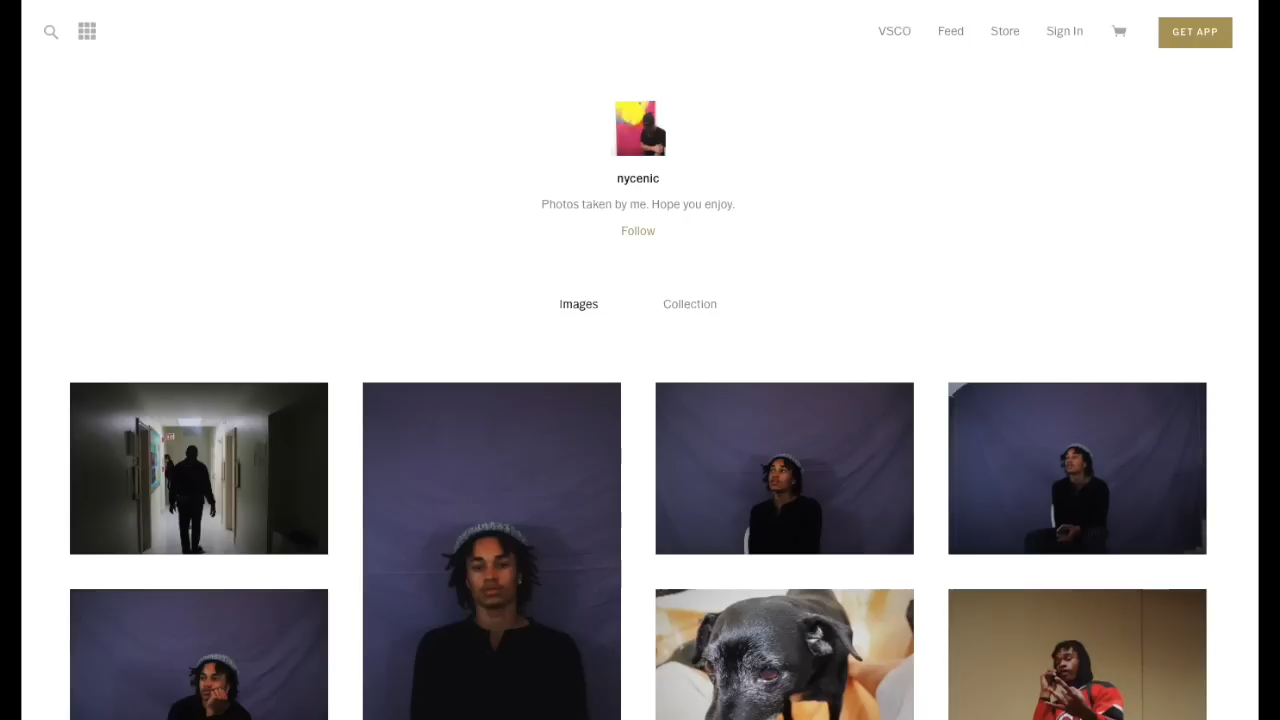 VSCO Feed Store Sign In GET APP
nycenic
Photos taken by me. Hope you enjoy.
Follow
Images Collection